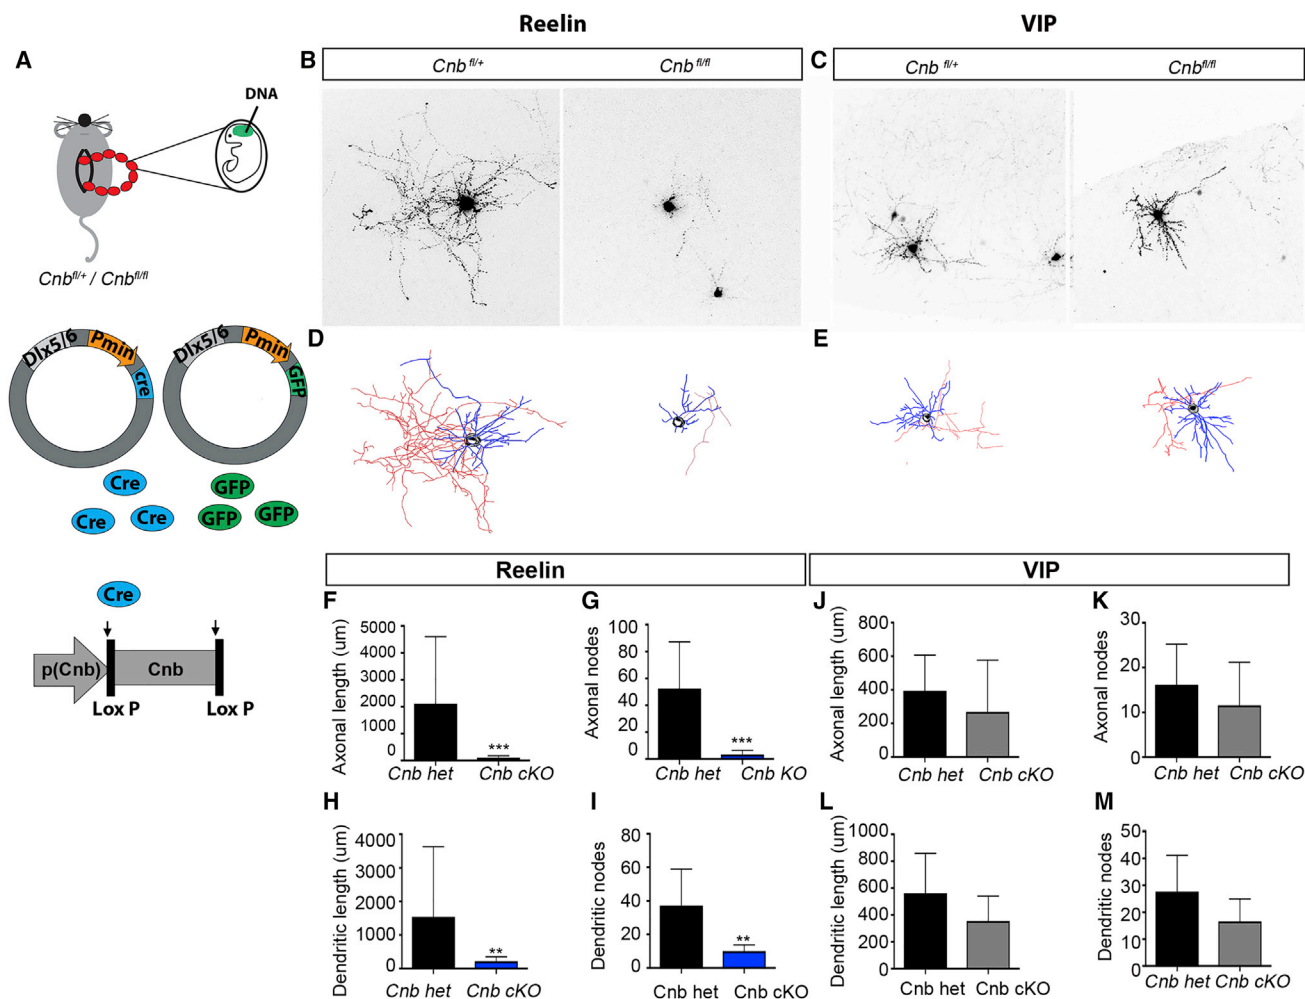 Reelin
VIP
A
DNA
Cnb fl/+ / Cnb fl/fl
Dlx5/6 Pmin cre
Dlx5/6 Pmin GFP
Cre
Cre Cre
GFP
GFP GFP
Cre
p(Cnb) Cnb
Lox P Lox P
B
Cnb fl/+ Cnb fl/fl
C
Cnb fl/+ Cnb fl/fl
D
E
Reelin
VIP
F
Axonal length (um)
5000
4000
3000
2000
1000
0
***
Cnb het Cnb cKO
G
Axonal nodes
100
80
60
40
20
0
***
Cnb het Cnb KO
J
Axonal length (um)
800
600
400
200
0
Cnb het Cnb cKO
K
Axonal nodes
30
20
10
0
Cnb het Cnb cKO
H
Dendritic length (um)
4000
3000
2000
1000
0
**
Cnb het Cnb cKO
I
Dendritic nodes
80
60
40
20
0
**
Cnb het Cnb cKO
L
Dendritic length (um)
1000
800
600
400
200
0
Cnb het Cnb cKO
M
Dendritic nodes
50
40
30
20
10
0
Cnb het Cnb cKO